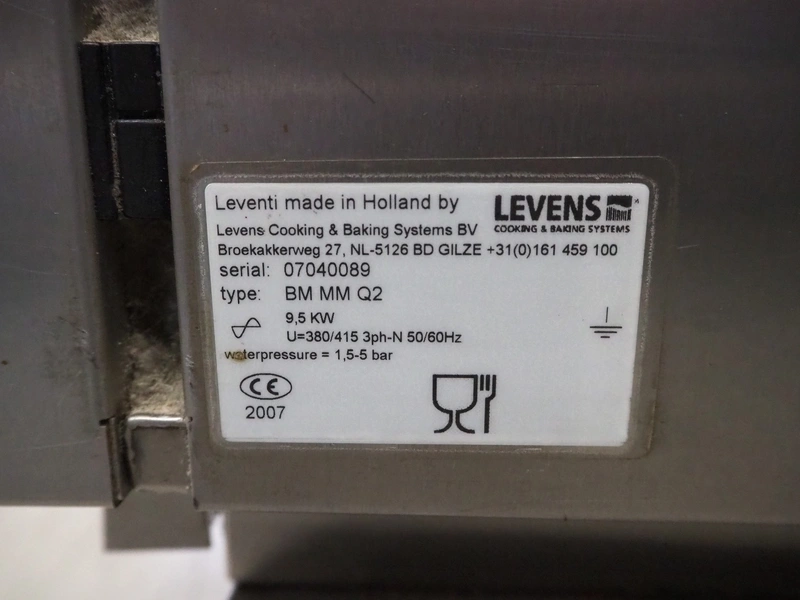 Leventi made in Holland by
LEVENS
COOKING & BAKING SYSTEMS
Levens Cooking & Baking Systems BV
Broekakkerweg 27, NL-5126 BD GILZE +31(0)161 459 100
serial: 07040089
type: BM MM Q2
9,5 KW
U=380/415 3ph-N 50/60Hz
waterpressure = 1,5-5 bar
CE
2007